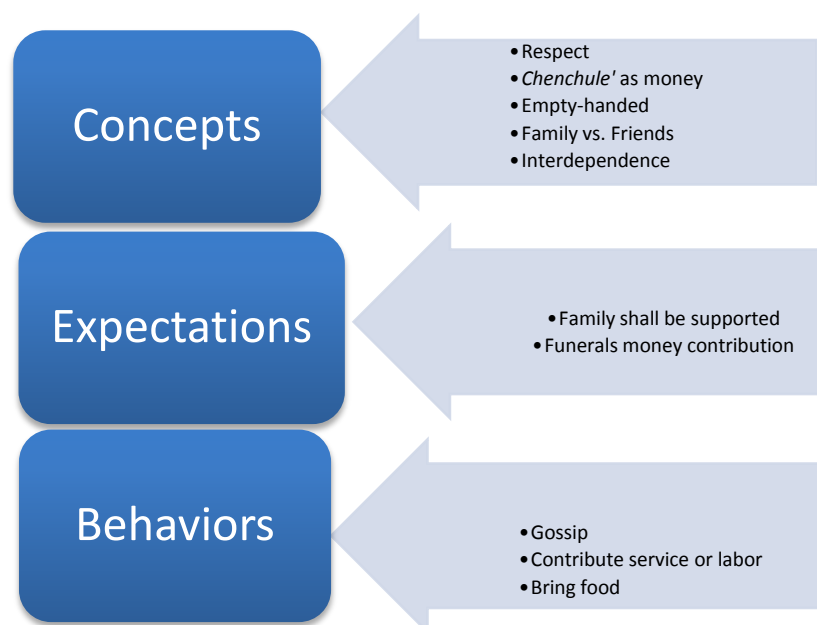 Concepts
•Respect
•Chenchule' as money
•Empty-handed
•Family vs. Friends
•Interdependence
Expectations
•Family shall be supported
•Funerals money contribution
Behaviors
•Gossip
•Contribute service or labor
•Bring food